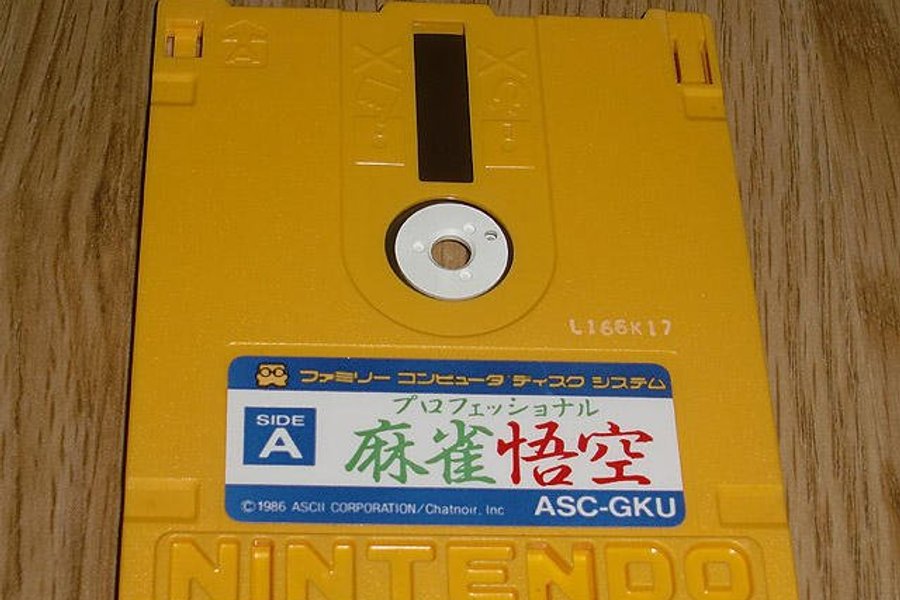 L166K17
ファミリー コンピュータ ディスク システム
SIDE
A
プロフェッショナル
麻雀悟空
©1986 ASCII CORPORATION/Chatnoir, Inc
ASC-GKU
NINTENDO